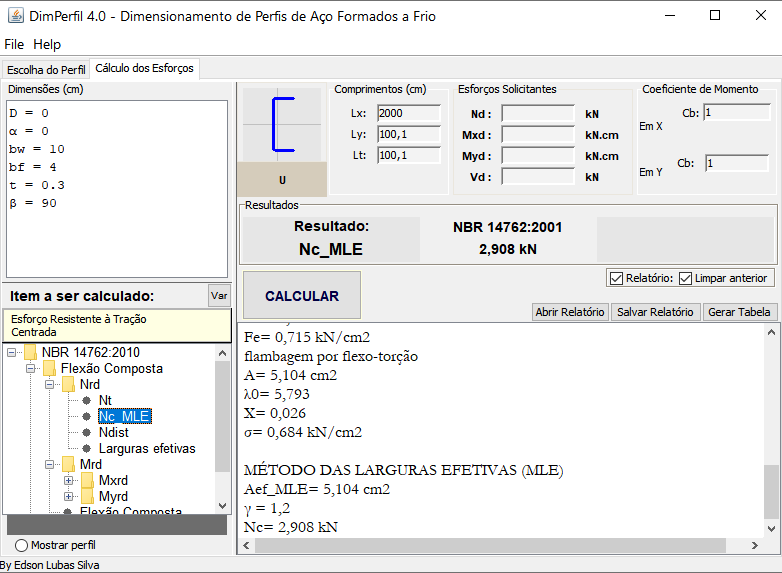 DimPerfil 4.0 - Dimensionamento de Perfis de Aço Formados a Frio
File Help
Escolha do Perfil Cálculo dos Esforços
Dimensões (cm)
D = 0
α = 0
bw = 10
bf = 4
t = 0.3
β = 90
U
Comprimentos (cm)
Lx: 2000
Ly: 100,1
Lt: 100,1
Esforços Solicitantes
Nd : kN
Mxd : kN.cm
Myd : kN.cm
Vd : kN
Coeficiente de Momento
Cb: 1
Em X
Cb: 1
Em Y
Resultados
Resultado: NBR 14762:2001
Nc_MLE 2,908 kN
Item a ser calculado: Var
Esforço Resistente à Tração
Centrada
CALCULAR
Relatório: Limpar anterior
Abrir Relatório Salvar Relatório Gerar Tabela
NBR 14762:2010
Flexão Composta
Nrd
Nt
Nc_MLE
Ndist
Larguras efetivas
Mrd
Mxrd
Myrd
Flexão Composta
Mostrar perfil
Fe= 0,715 kN/cm2
flambagem por flexo-torção
A= 5,104 cm2
λ0= 5,793
X= 0,026
σ= 0,684 kN/cm2
MÉTODO DAS LARGURAS EFETIVAS (MLE)
Aef_MLE= 5,104 cm2
γ = 1,2
Nc= 2,908 kN
By Edson Lubas Silva